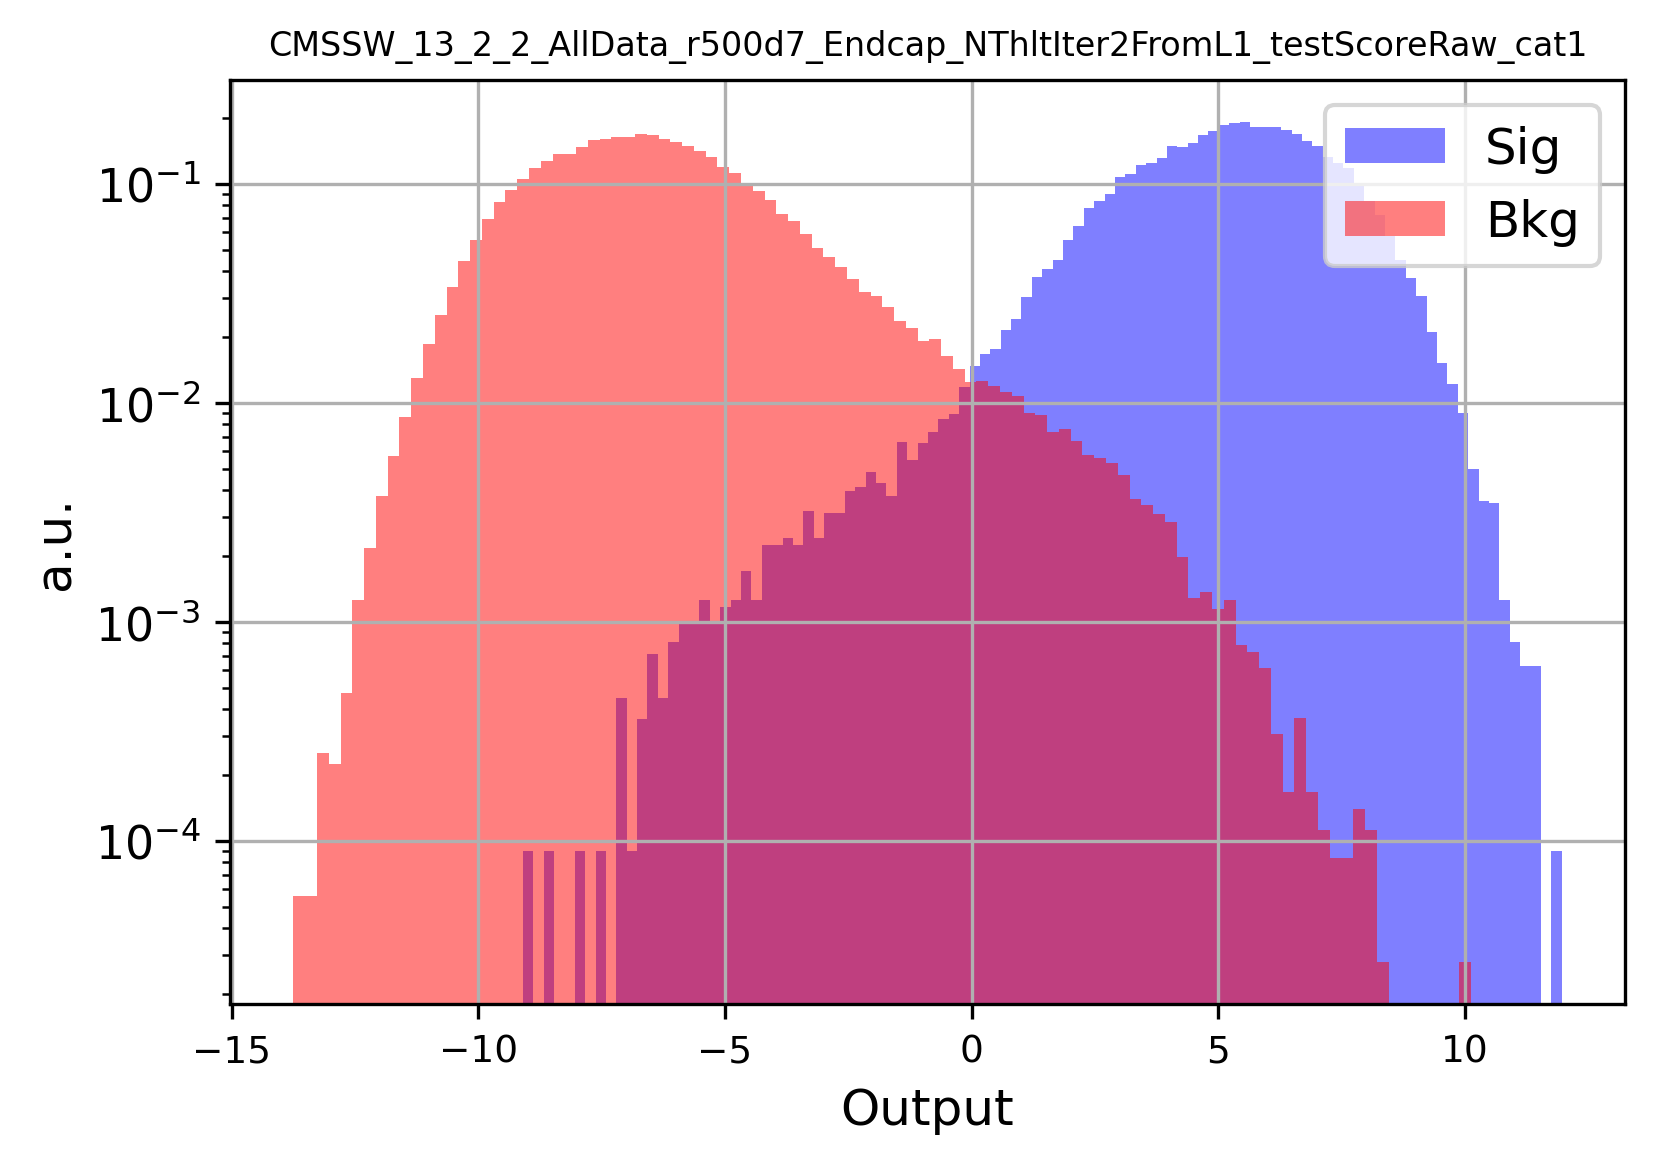 CMSSW_13_2_2_AllData_r500d7_Endcap_NThltIter2FromL1_testScoreRaw_cat1
Sig
Bkg
10⁻¹
10⁻²
10⁻³
10⁻⁴
a.u.
−15 −10 −5 0 5 10
Output